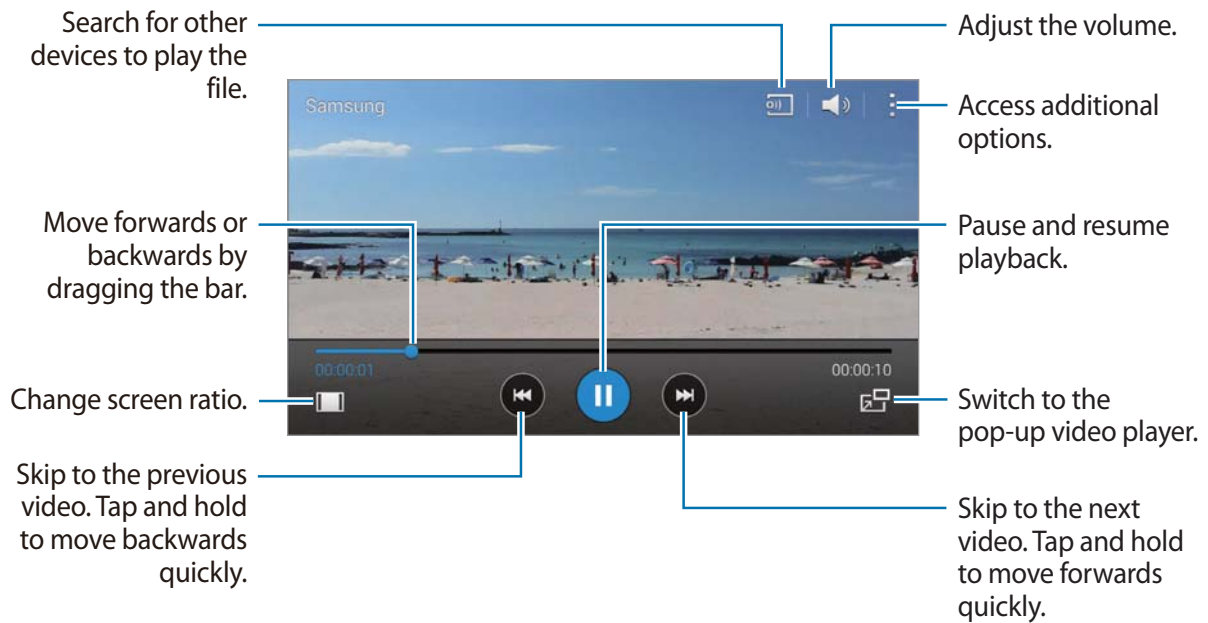 Search for other
devices to play the
file.
Adjust the volume.
Samsung
Access additional
options.
Move forwards or
backwards by
dragging the bar.
Pause and resume
playback.
00:00:01
00:00:10
Change screen ratio.
Switch to the
pop-up video player.
Skip to the previous
video. Tap and hold
to move backwards
quickly.
Skip to the next
video. Tap and hold
to move forwards
quickly.